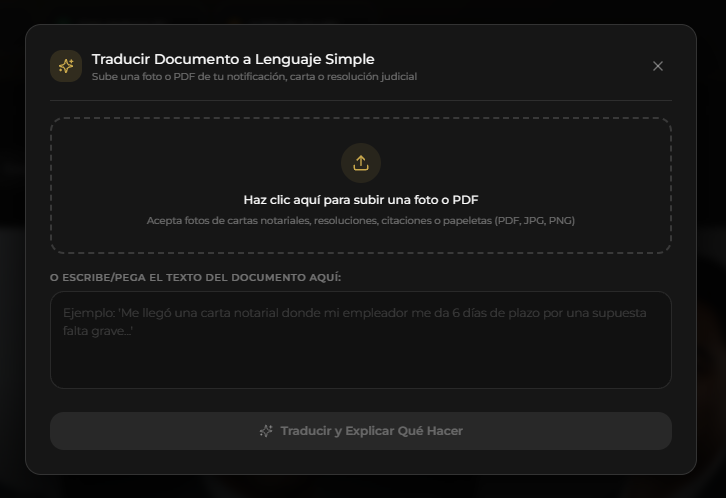 Traducir Documento a Lenguaje Simple
Sube una foto o PDF de tu notificación, carta o resolución judicial
Haz clic aquí para subir una foto o PDF
Acepta fotos de cartas notariales, resoluciones, citaciones o papeletas (PDF, JPG, PNG)
O ESCRIBE/PEGA EL TEXTO DEL DOCUMENTO AQUÍ:
Ejemplo: 'Me llegó una carta notarial donde mi empleador me da 6 días de plazo por una supuesta
falta grave...'
Traducir y Explicar Qué Hacer